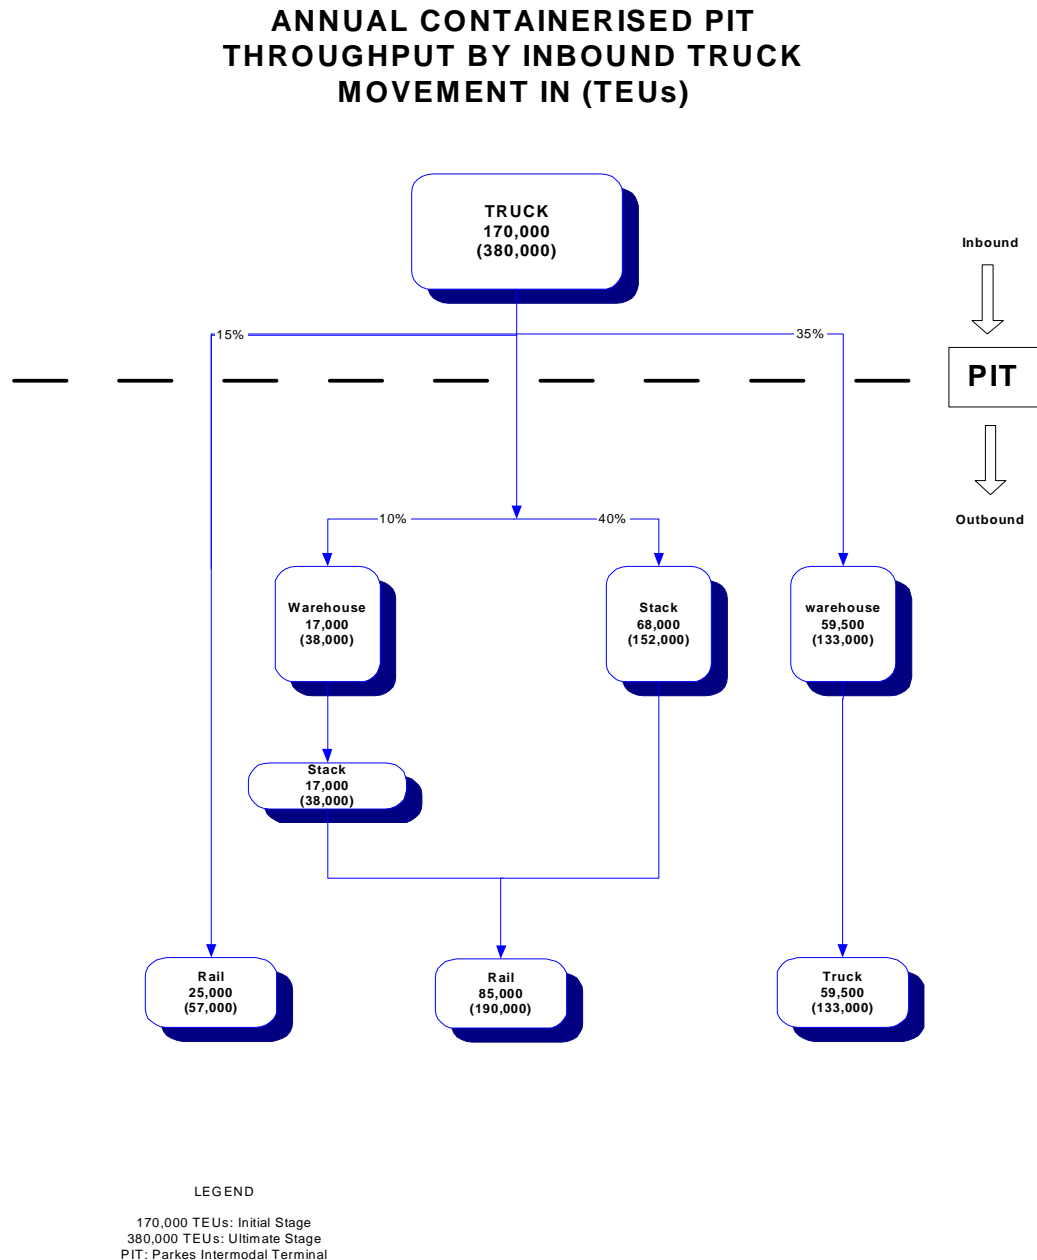 ANNUAL CONTAINERISED PIT
THROUGHPUT BY INBOUND TRUCK
MOVEMENT IN (TEUs)
TRUCK
170,000
(380,000)
Inbound
15%
35%
PIT
Outbound
10%
40%
Warehouse
17,000
(38,000)
Stack
68,000
(152,000)
warehouse
59,500
(133,000)
Stack
17,000
(38,000)
Rail
25,000
(57,000)
Rail
85,000
(190,000)
Truck
59,500
(133,000)
LEGEND
170,000 TEUs: Initial Stage
380,000 TEUs: Ultimate Stage
PIT: Parkes Intermodal Terminal